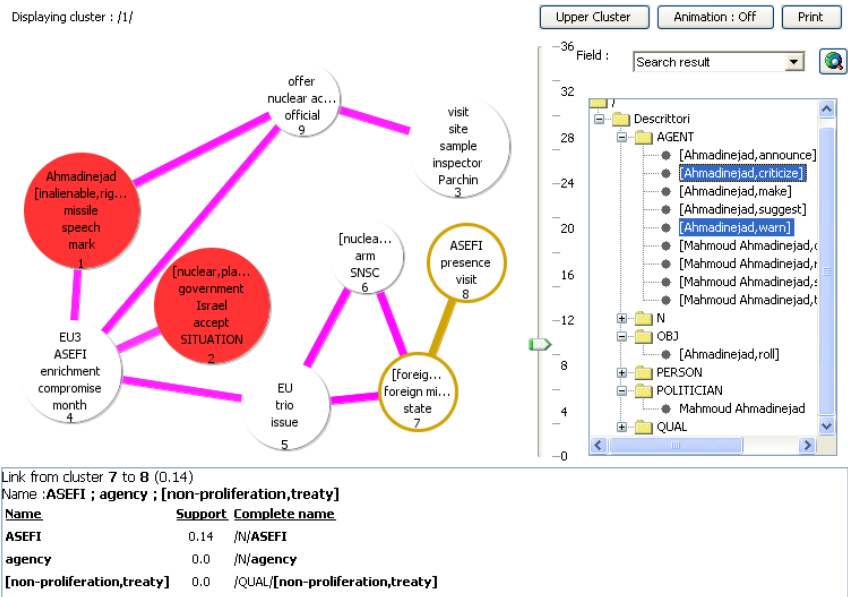 Displaying cluster : /1/
Upper Cluster
Animation : Off
Print
offer
nuclear ac...
official
9
visit
site
sample
inspector
Parchin
3
Ahmadinejad
[inalienable,rig...
missile
speech
mark
1
[nuclea...
arm
SNSC
6
ASEFI
presence
visit
8
[nuclear,pla...
government
Israel
accept
SITUATION
2
EU3
ASEFI
enrichment
compromise
month
4
EU
trio
issue
5
[foreig...
foreign mi...
state
7
36
32
28
24
20
16
12
8
4
0
Field :
Search result
/
Descrittori
AGENT
[Ahmadinejad,announce]
[Ahmadinejad,criticize]
[Ahmadinejad,make]
[Ahmadinejad,suggest]
[Ahmadinejad,warn]
[Mahmoud Ahmadinejad,
[Mahmoud Ahmadinejad,
[Mahmoud Ahmadinejad,
[Mahmoud Ahmadinejad,
N
OBJ
[Ahmadinejad,roll]
PERSON
POLITICIAN
Mahmoud Ahmadinejad
QUAL
Link from cluster 7 to 8 (0.14)
Name :ASEFI ; agency ; [non-proliferation,treaty]
Name Support Complete name
ASEFI 0.14 /N/ASEFI
agency 0.0 /N/agency
[non-proliferation,treaty] 0.0 /QUAL/[non-proliferation,treaty]